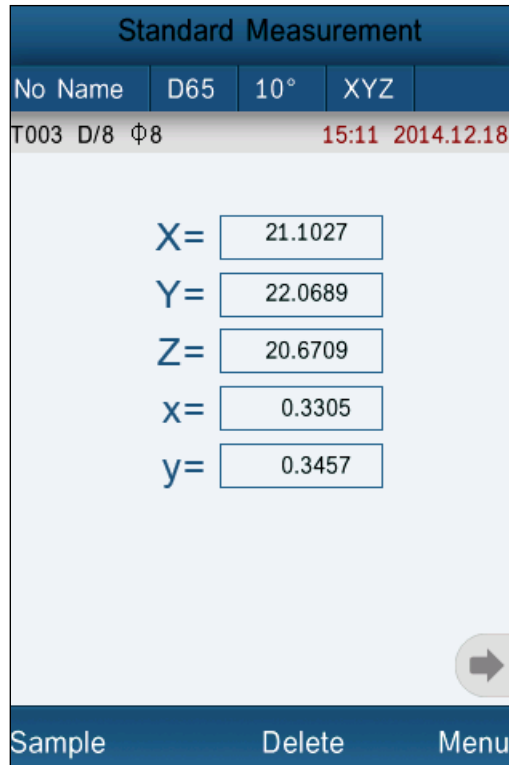 Standard Measurement
No Name D65 10° XYZ
T003 D/8 Φ8 15:11 2014.12.18
X= 21.1027
Y= 22.0689
Z= 20.6709
x= 0.3305
y= 0.3457
Sample Delete Menu